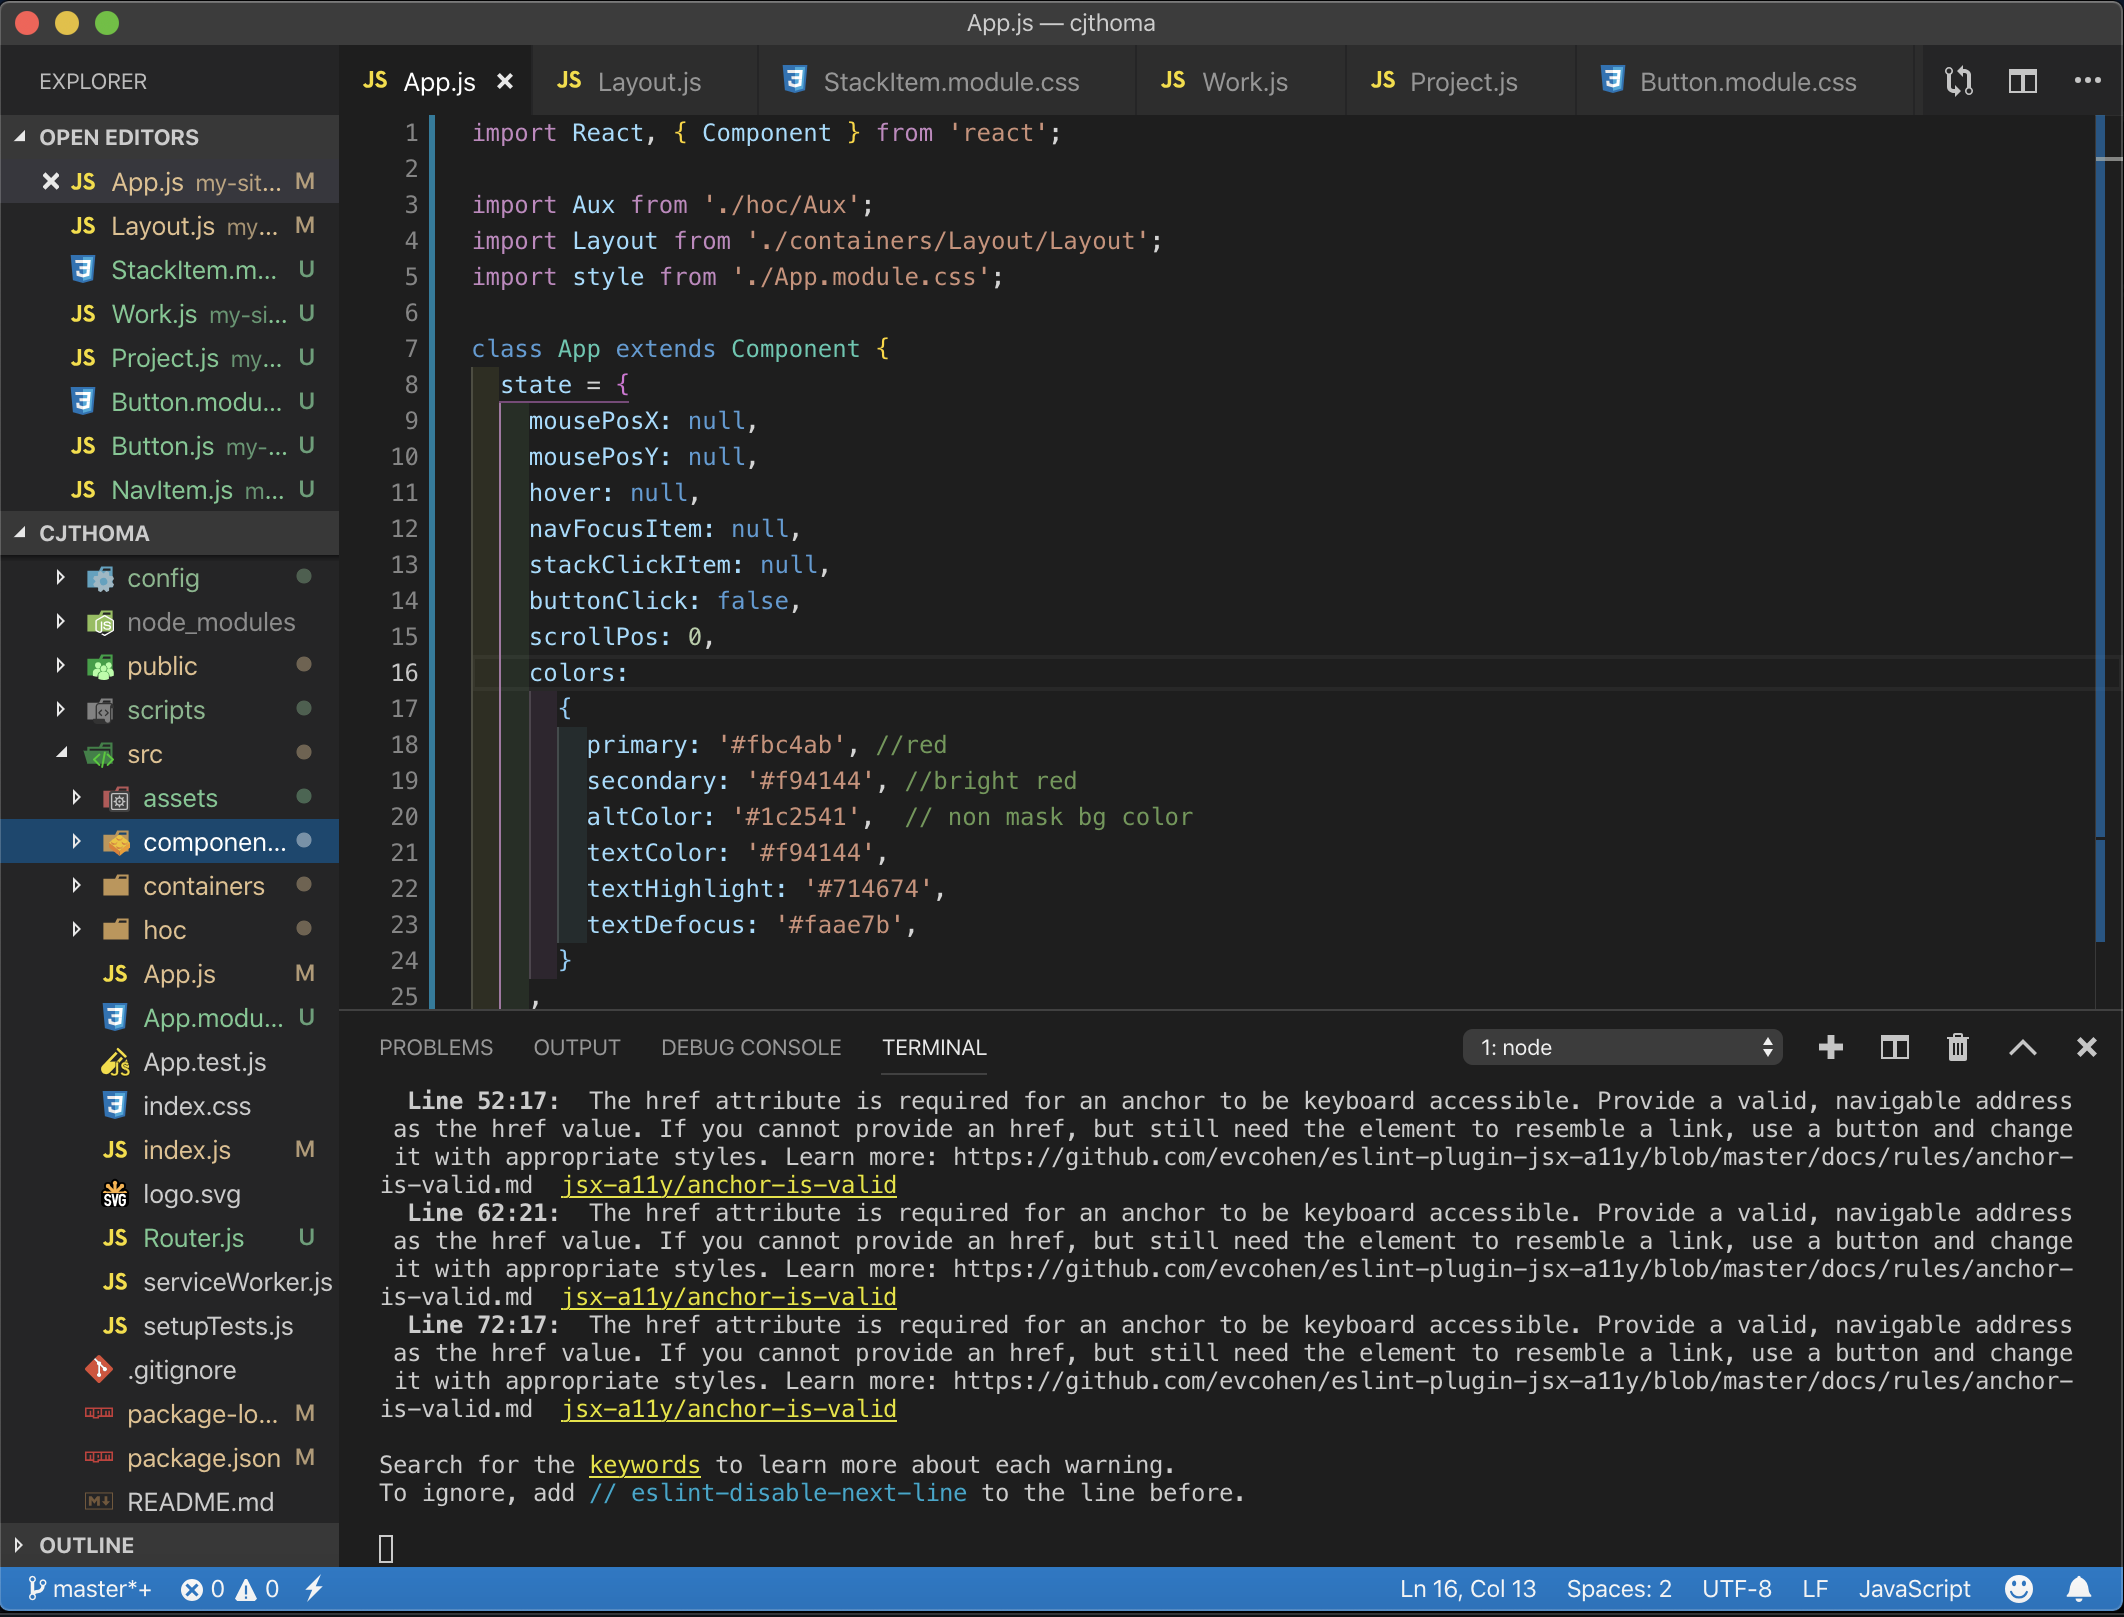 App.js — cjthoma
EXPLORER
OPEN EDITORS
JS App.js my-sit... M
JS Layout.js my... M
StackItem.m... U
JS Work.js my-si... U
JS Project.js my... U
Button.modu... U
JS Button.js my-... U
JS NavItem.js m... U
CJTHOMA
config
node_modules
public
scripts
src
assets
componen...
containers
hoc
JS App.js M
App.modu... U
App.test.js
index.css
JS index.js M
logo.svg
JS Router.js U
JS serviceWorker.js
JS setupTests.js
.gitignore
package-lo... M
package.json M
README.md
OUTLINE
JS App.js JS Layout.js StackItem.module.css JS Work.js JS Project.js Button.module.css
1 import React, { Component } from 'react';
2
3 import Aux from './hoc/Aux';
4 import Layout from './containers/Layout/Layout';
5 import style from './App.module.css';
6
7 class App extends Component {
8 state = {
9 mousePosX: null,
10 mousePosY: null,
11 hover: null,
12 navFocusItem: null,
13 stackClickItem: null,
14 buttonClick: false,
15 scrollPos: 0,
16 colors:
17 {
18 primary: '#fbc4ab', //red
19 secondary: '#f94144', //bright red
20 altColor: '#1c2541', // non mask bg color
21 textColor: '#f94144',
22 textHighlight: '#714674',
23 textDefocus: '#faae7b',
24 }
25 ,
PROBLEMS OUTPUT DEBUG CONSOLE TERMINAL 1: node
Line 52:17: The href attribute is required for an anchor to be keyboard accessible. Provide a valid, navigable address
as the href value. If you cannot provide an href, but still need the element to resemble a link, use a button and change
it with appropriate styles. Learn more: https://github.com/evcohen/eslint-plugin-jsx-a11y/blob/master/docs/rules/anchor-
is-valid.md jsx-a11y/anchor-is-valid
Line 62:21: The href attribute is required for an anchor to be keyboard accessible. Provide a valid, navigable address
as the href value. If you cannot provide an href, but still need the element to resemble a link, use a button and change
it with appropriate styles. Learn more: https://github.com/evcohen/eslint-plugin-jsx-a11y/blob/master/docs/rules/anchor-
is-valid.md jsx-a11y/anchor-is-valid
Line 72:17: The href attribute is required for an anchor to be keyboard accessible. Provide a valid, navigable address
as the href value. If you cannot provide an href, but still need the element to resemble a link, use a button and change
it with appropriate styles. Learn more: https://github.com/evcohen/eslint-plugin-jsx-a11y/blob/master/docs/rules/anchor-
is-valid.md jsx-a11y/anchor-is-valid
Search for the keywords to learn more about each warning.
To ignore, add // eslint-disable-next-line to the line before.
master*+ 0 0 Ln 16, Col 13 Spaces: 2 UTF-8 LF JavaScript